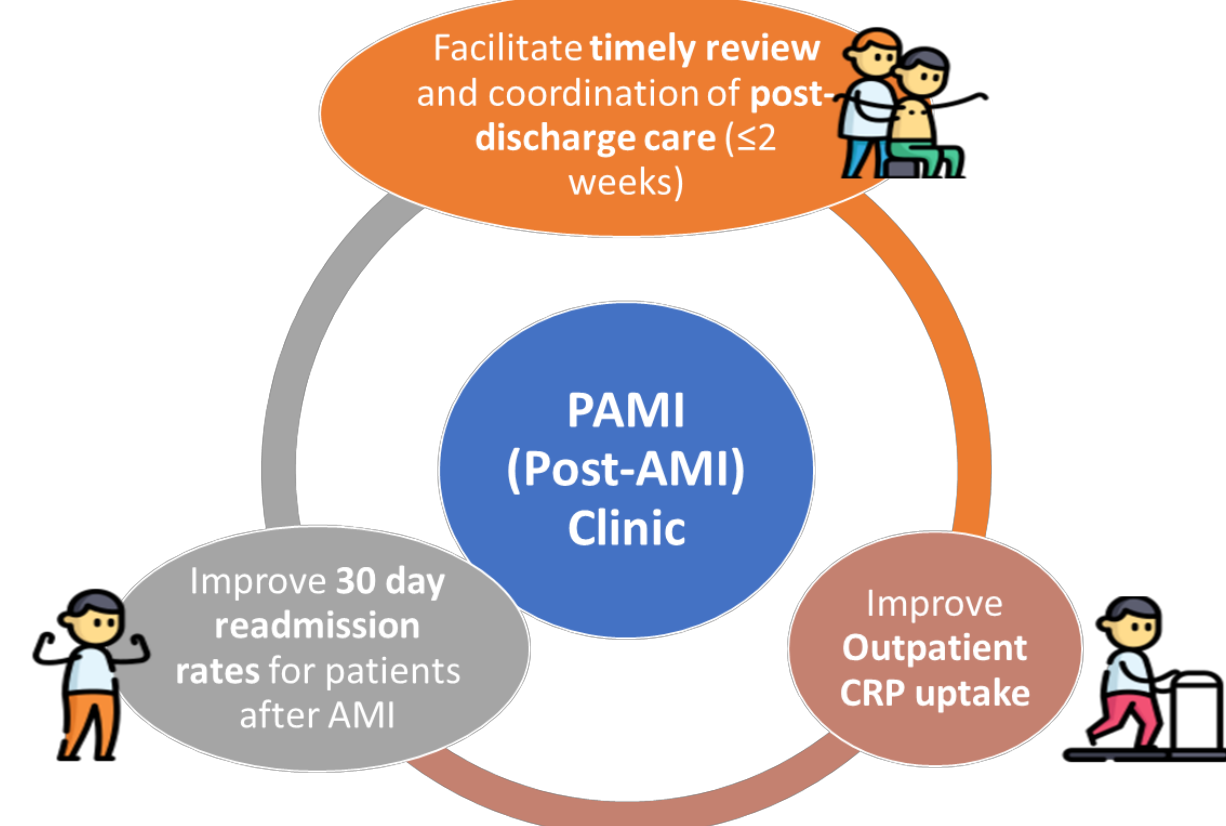 Facilitate timely review
and coordination of post-
discharge care (≤2
weeks)
PAMI
(Post-AMI)
Clinic
Improve 30 day
readmission
rates for patients
after AMI
Improve
Outpatient
CRP uptake